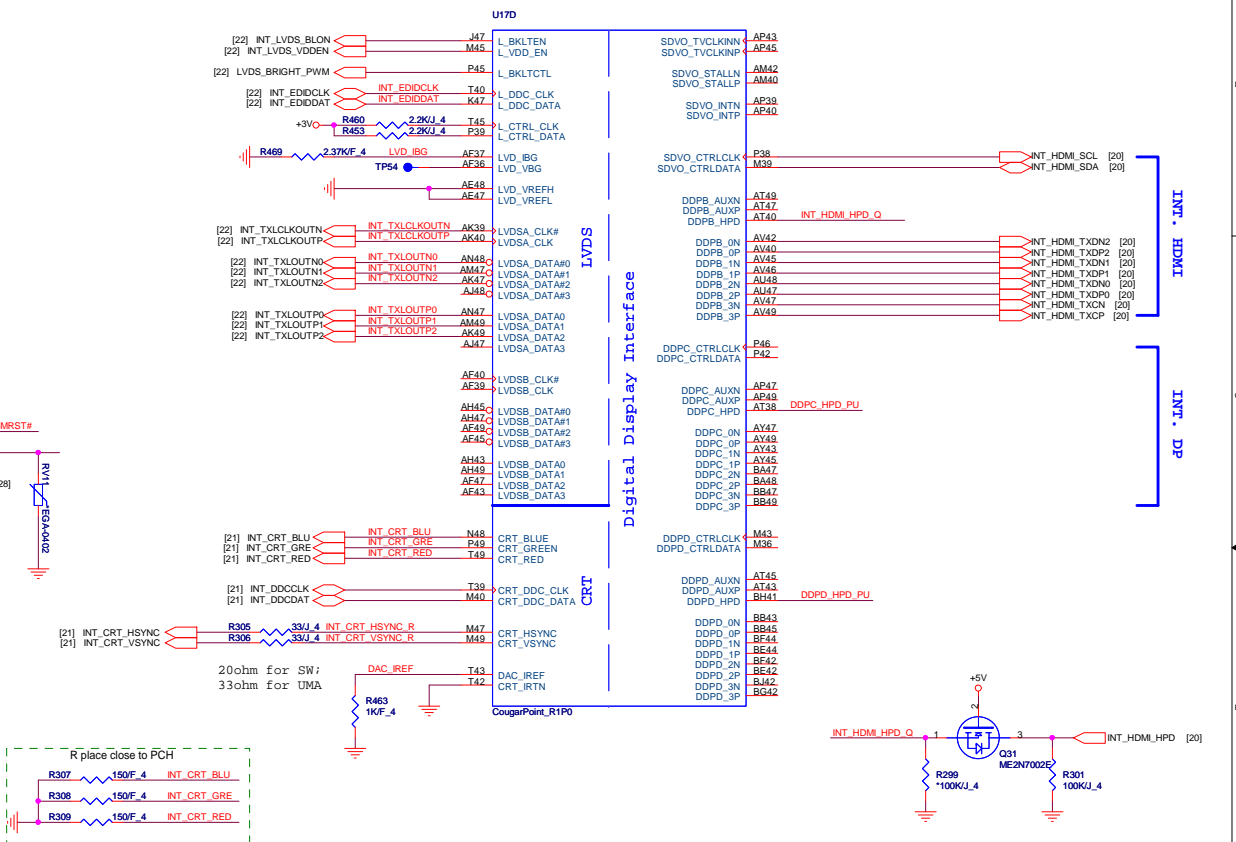 U17D
[22] INT_LVDS_BLON J47 L_BKLTEN
[22] INT_LVDS_VDDEN M45 L_VDD_EN
[22] LVDS_BRIGHT_PWM P45 L_BKLTCTL
[22] INT_EDIDCLK INT_EDIDCLK T40 L_DDC_CLK
[22] INT_EDIDDAT INT_EDIDDAT K47 L_DDC_DATA
+3V R460 2.2K/J_4 T45 L_CTRL_CLK
R453 2.2K/J_4 P39 L_CTRL_DATA
R469 2.37K/F_4 LVD_IBG AF37 LVD_IBG
TP54 AF36 LVD_VBG
AE48 LVD_VREFH
AE47 LVD_VREFL
[22] INT_TXLCLKOUTN INT_TXLCLKOUTN AK39 LVDSA_CLK#
[22] INT_TXLCLKOUTP INT_TXLCLKOUTP AK40 LVDSA_CLK
[22] INT_TXLOUTN0 INT_TXLOUTN0 AN48 LVDSA_DATA#0
[22] INT_TXLOUTN1 INT_TXLOUTN1 AM47 LVDSA_DATA#1
[22] INT_TXLOUTN2 INT_TXLOUTN2 AK47 LVDSA_DATA#2
AJ48 LVDSA_DATA#3
[22] INT_TXLOUTP0 INT_TXLOUTP0 AN47 LVDSA_DATA0
[22] INT_TXLOUTP1 INT_TXLOUTP1 AM49 LVDSA_DATA1
[22] INT_TXLOUTP2 INT_TXLOUTP2 AK49 LVDSA_DATA2
AJ47 LVDSA_DATA3
AF40 LVDSB_CLK#
AF39 LVDSB_CLK
AH45 LVDSB_DATA#0
AH47 LVDSB_DATA#1
AF49 LVDSB_DATA#2
AF45 LVDSB_DATA#3
AH43 LVDSB_DATA0
AH49 LVDSB_DATA1
AF47 LVDSB_DATA2
AF43 LVDSB_DATA3
LVDS
[21] INT_CRT_BLU INT_CRT_BLU N48 CRT_BLUE
[21] INT_CRT_GRE INT_CRT_GRE P49 CRT_GREEN
[21] INT_CRT_RED INT_CRT_RED T49 CRT_RED
[21] INT_DDCCLK T39 CRT_DDC_CLK
[21] INT_DDCDAT M40 CRT_DDC_DATA
[21] INT_CRT_HSYNC R305 33/J_4 INT_CRT_HSYNC_R M47 CRT_HSYNC
[21] INT_CRT_VSYNC R306 33/J_4 INT_CRT_VSYNC_R M49 CRT_VSYNC
20ohm for SW;
33ohm for UMA
DAC_IREF T43 DAC_IREF
T42 CRT_IRTN
R463
1K/F_4
CRT
Digital Display Interface
CougarPoint_R1P0
SDVO_TVCLKINN AP43
SDVO_TVCLKINP AP45
SDVO_STALLN AM42
SDVO_STALLP AM40
SDVO_INTN AP39
SDVO_INTP AP40
SDVO_CTRLCLK P38 INT_HDMI_SCL [20]
SDVO_CTRLDATA M39 INT_HDMI_SDA [20]
DDPB_AUXN AT49
DDPB_AUXP AT47
DDPB_HPD AT40 INT_HDMI_HPD_Q
DDPB_0N AV42 INT_HDMI_TXDN2 [20]
DDPB_0P AV40 INT_HDMI_TXDP2 [20]
DDPB_1N AV45 INT_HDMI_TXDN1 [20]
DDPB_1P AV46 INT_HDMI_TXDP1 [20]
DDPB_2N AU48 INT_HDMI_TXDN0 [20]
DDPB_2P AU47 INT_HDMI_TXDP0 [20]
DDPB_3N AV47 INT_HDMI_TXCN [20]
DDPB_3P AV49 INT_HDMI_TXCP [20]
INT. HDMI
DDPC_CTRLCLK P46
DDPC_CTRLDATA P42
DDPC_AUXN AP47
DDPC_AUXP AP49
DDPC_HPD AT38 DDPC_HPD_PU
DDPC_0N AY47
DDPC_0P AY49
DDPC_1N AY43
DDPC_1P AY45
DDPC_2N BA47
DDPC_2P BA48
DDPC_3N BB47
DDPC_3P BB49
INT. DP
DDPD_CTRLCLK M43
DDPD_CTRLDATA M36
DDPD_AUXN AT45
DDPD_AUXP AT43
DDPD_HPD BH41 DDPD_HPD_PU
DDPD_0N BB43
DDPD_0P BB45
DDPD_1N BF44
DDPD_1P BE44
DDPD_2N BF42
DDPD_2P BE42
DDPD_3N BJ42
DDPD_3P BG42
MRST#
RV11
EGA-0402
28]
R place close to PCH
R307 150/F_4 INT_CRT_BLU
R308 150/F_4 INT_CRT_GRE
R309 150/F_4 INT_CRT_RED
+5V
2
INT_HDMI_HPD_Q 1 3 INT_HDMI_HPD [20]
Q31
ME2N7002E
R299
*100K/J_4
R301
100K/J_4